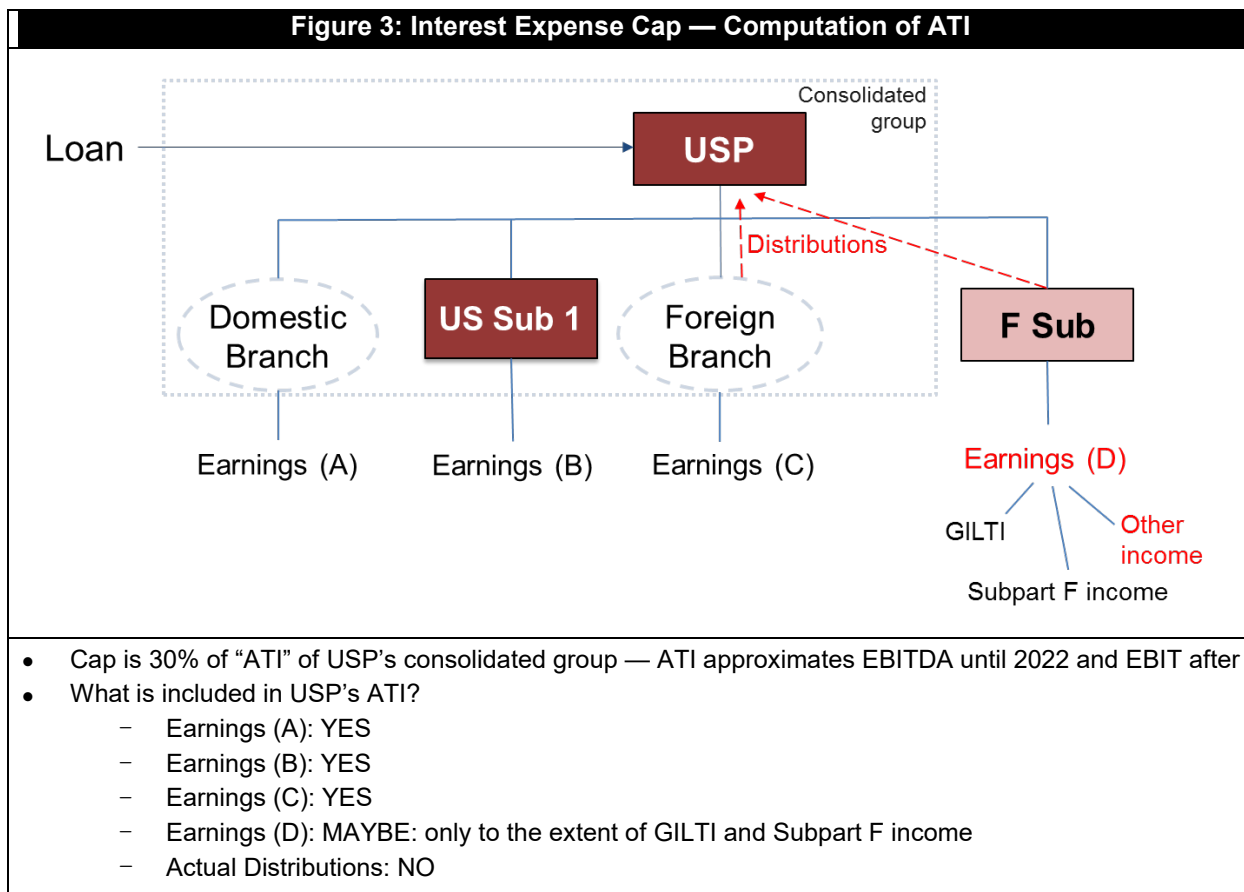 Figure 3: Interest Expense Cap — Computation of ATI
Consolidated
group
Loan
USP
Distributions
Domestic
Branch
US Sub 1
Foreign
Branch
F Sub
Earnings (A)
Earnings (B)
Earnings (C)
Earnings (D)
GILTI
Other
income
Subpart F income
• Cap is 30% of “ATI” of USP’s consolidated group — ATI approximates EBITDA until 2022 and EBIT after
• What is included in USP’s ATI?
− Earnings (A): YES
− Earnings (B): YES
− Earnings (C): YES
− Earnings (D): MAYBE: only to the extent of GILTI and Subpart F income
− Actual Distributions: NO